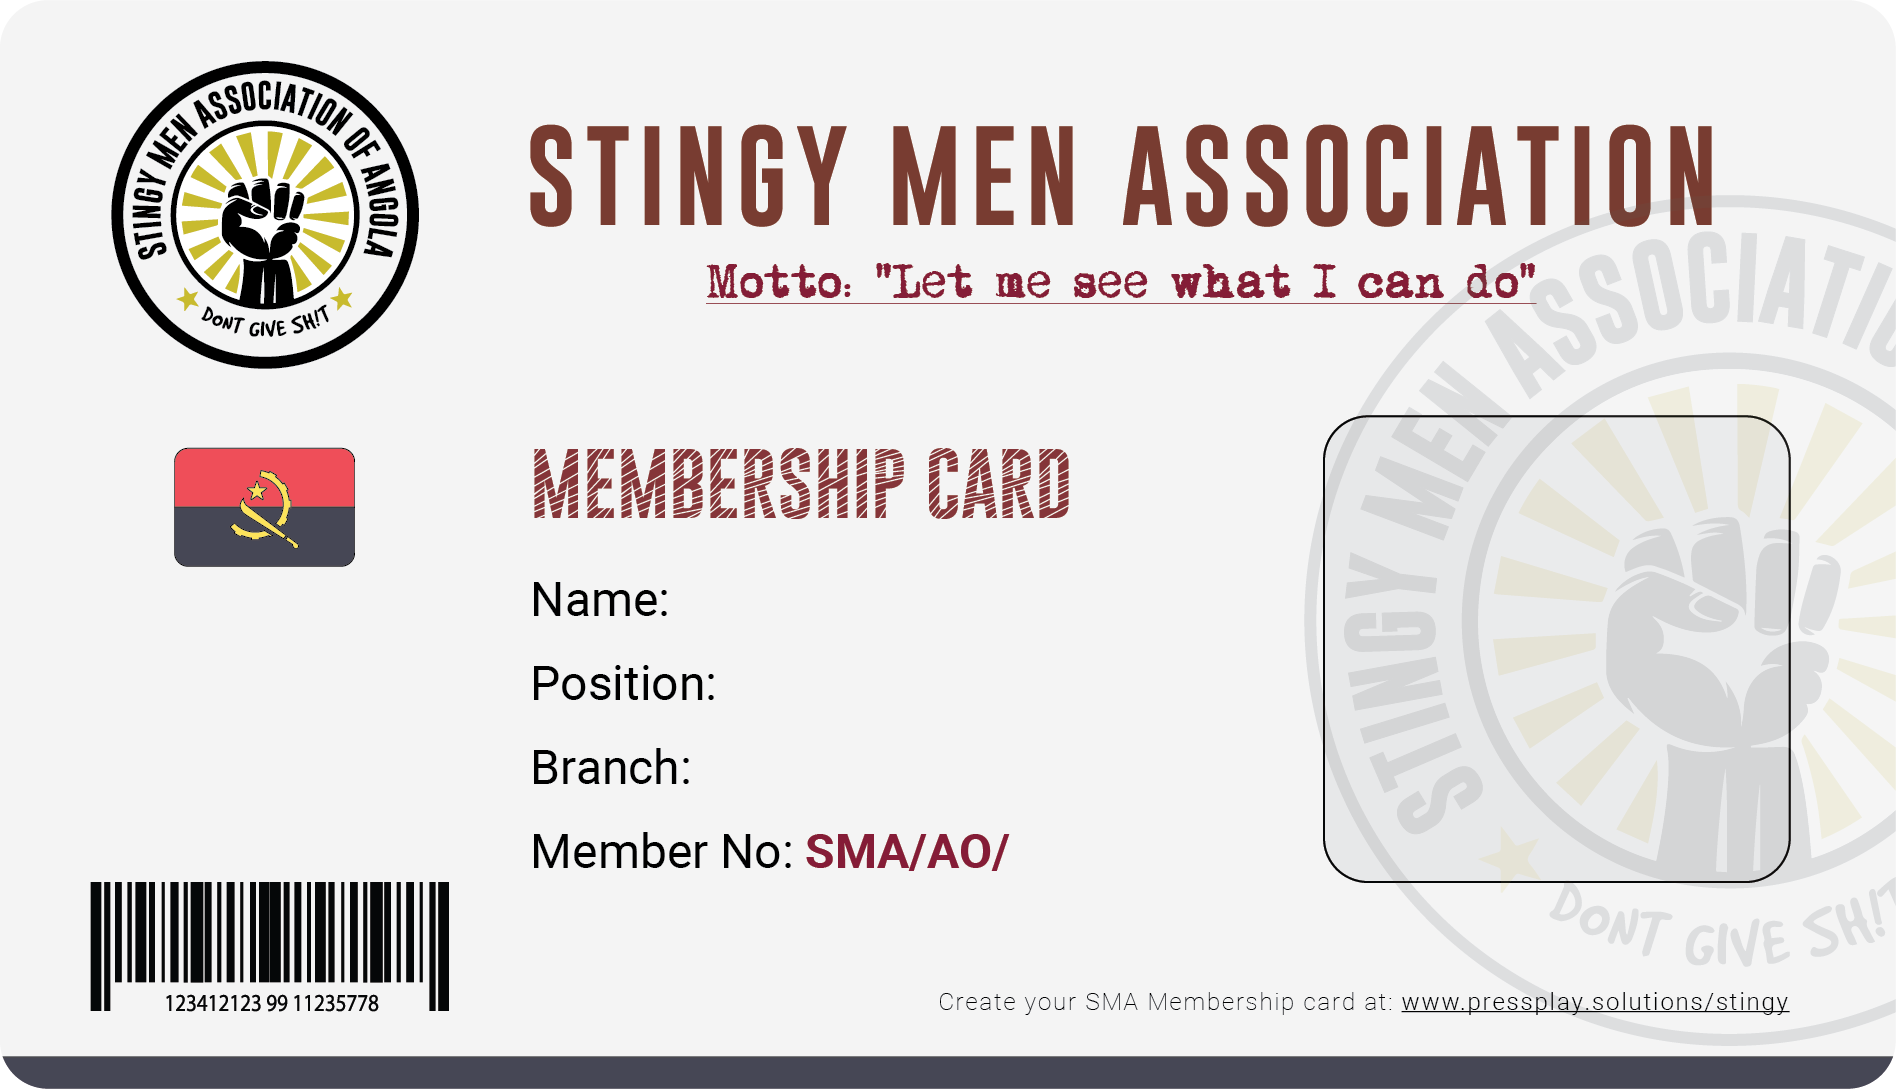 STINGY MEN ASSOCIATION OF ANGOLA
DONT GIVE SH!T
STINGY MEN ASSOCIATION
Motto: "Let me see what I can do"
MEMBERSHIP CARD
Name:
Position:
Branch:
Member No: SMA/AO/
123412123 99 11235778
STINGY MEN ASSOCIATIO
DONT GIVE SH!T
Create your SMA Membership card at: www.pressplay.solutions/stingy